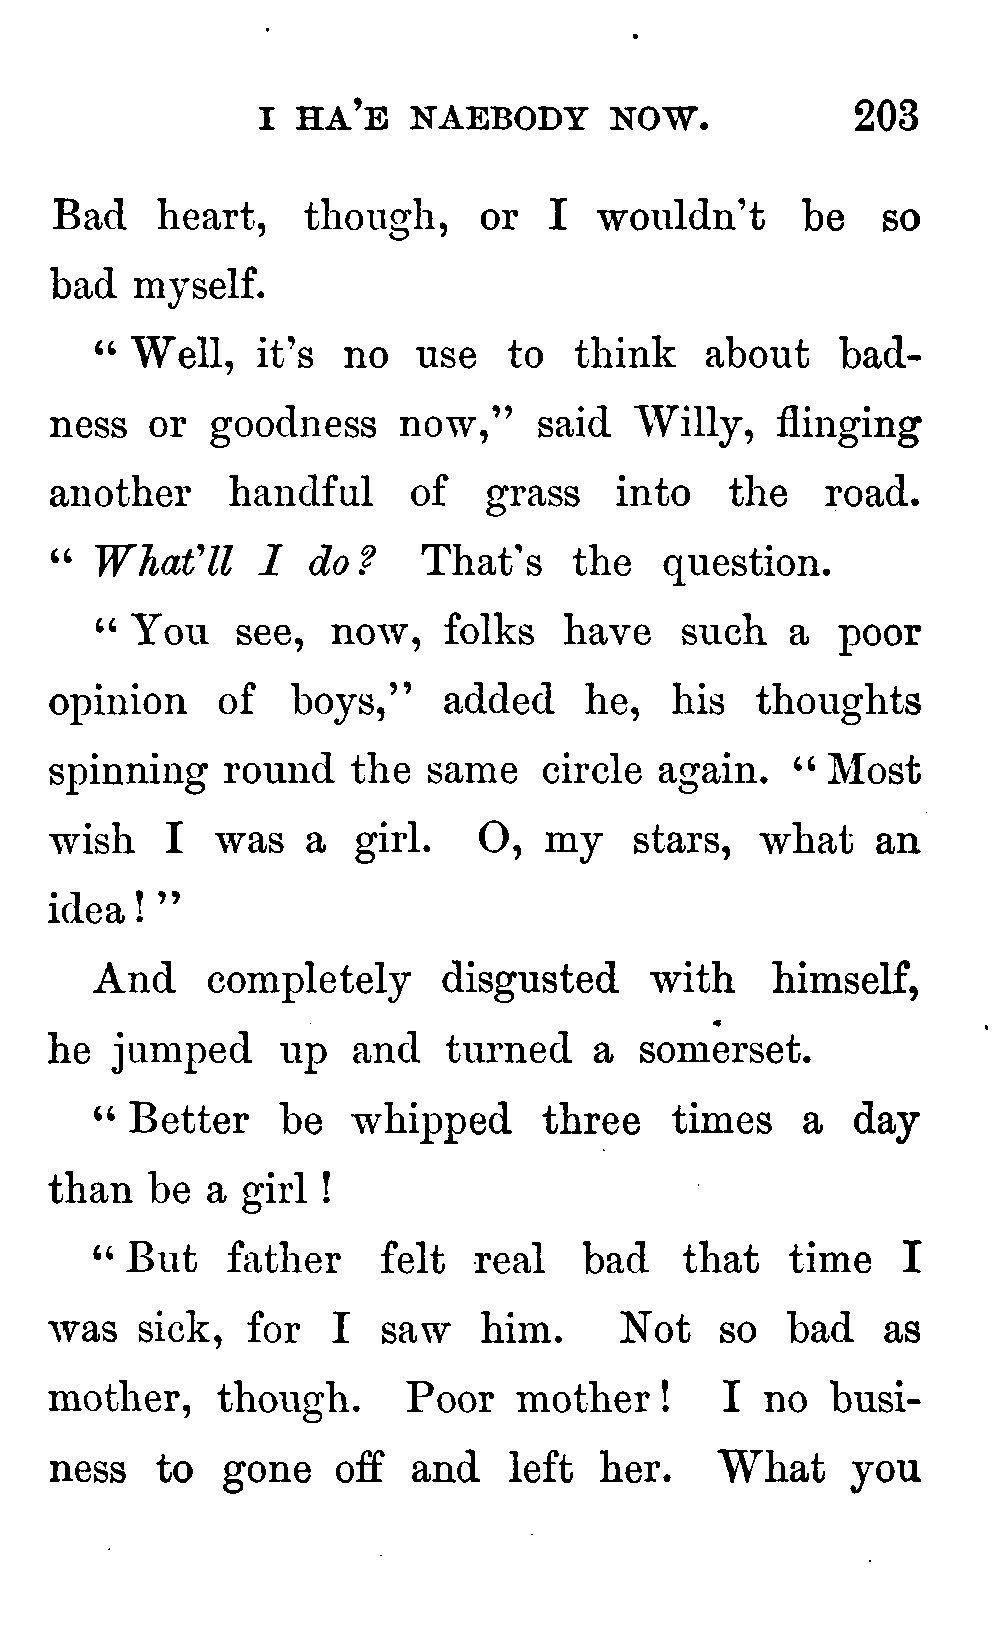 I HA'E NAEBODY NOW. 203
Bad heart, though, or I wouldn't be so
bad myself.
" Well, it's no use to think about bad-
ness or goodness now," said Willy, flinging
another handful of grass into the road.
" What'll I do? That's the question.
" You see, now, folks have such a poor
opinion of boys," added he, his thoughts
spinning round the same circle again. " Most
wish I was a girl. O, my stars, what an
idea! "
And completely disgusted with himself,
he jumped up and turned a somerset.
" Better be whipped three times a day
than be a girl!
" But father felt real bad that time I
was sick, for I saw him. Not so bad as
mother, though. Poor mother! I no busi-
ness to gone off and left her. What you